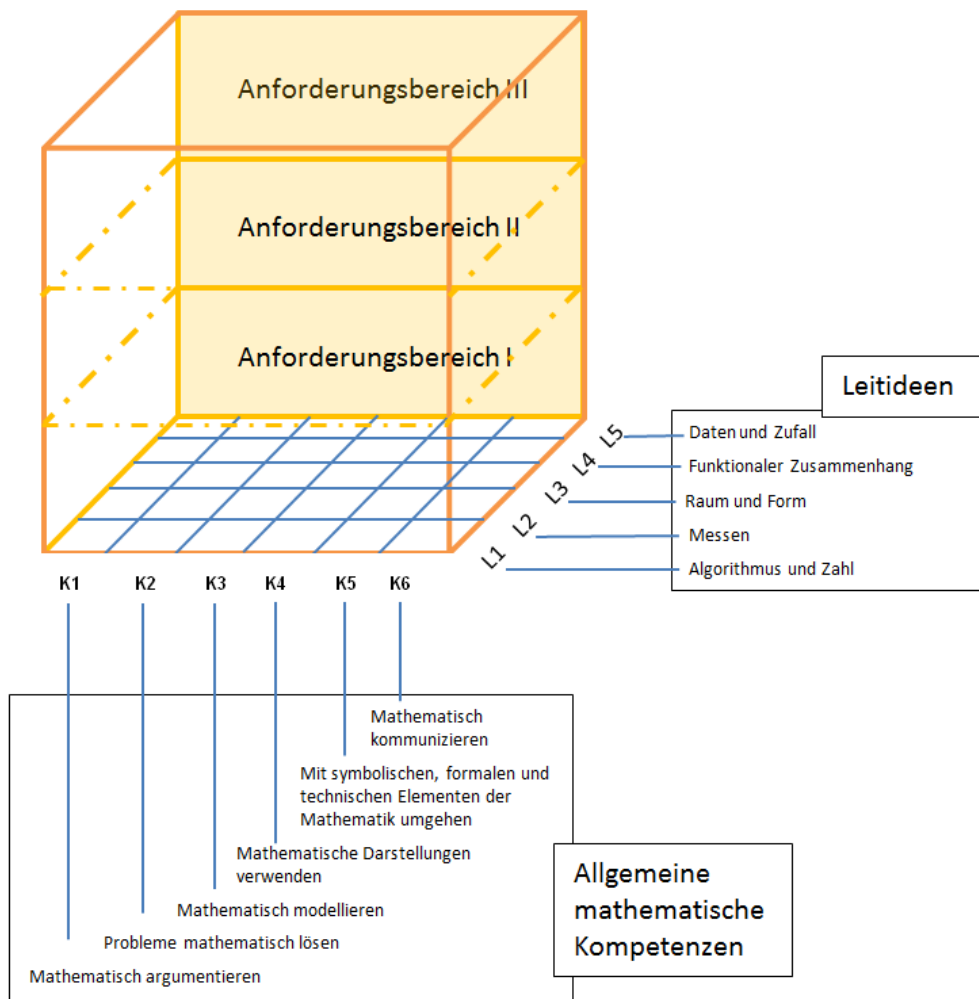 Anforderungsbereich III
Anforderungsbereich II
Anforderungsbereich I
Leitideen
L5 Daten und Zufall
L4 Funktionaler Zusammenhang
L3 Raum und Form
L2 Messen
L1 Algorithmus und Zahl
K1 K2 K3 K4 K5 K6
Mathematisch
kommunizieren
Mit symbolischen, formalen und
technischen Elementen der
Mathematik umgehen
Mathematische Darstellungen
verwenden
Mathematisch modellieren
Probleme mathematisch lösen
Mathematisch argumentieren
Allgemeine
mathematische
Kompetenzen